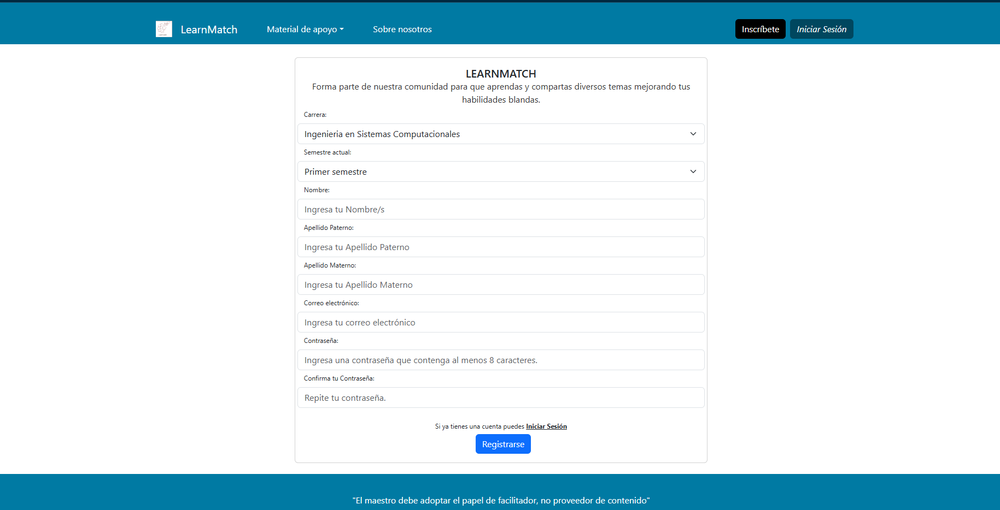 LearnMatch
Material de apoyo
Sobre nosotros
Inscríbete
Iniciar Sesión
LEARNMATCH
Forma parte de nuestra comunidad para que aprendas y compartas diversos temas mejorando tus
habilidades blandas.
Carrera:
Ingenieria en Sistemas Computacionales
Semestre actual:
Primer semestre
Nombre:
Ingresa tu Nombre/s
Apellido Paterno:
Ingresa tu Apellido Paterno
Apellido Materno:
Ingresa tu Apellido Materno
Correo electrónico:
Ingresa tu correo electrónico
Contraseña:
Ingresa una contraseña que contenga al menos 8 caracteres.
Confirma tu Contraseña:
Repite tu contraseña.
Si ya tienes una cuenta puedes Iniciar Sesión
Registrarse
"El maestro debe adoptar el papel de facilitador, no proveedor de contenido"